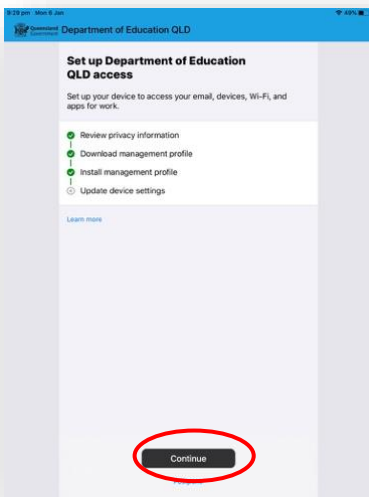 9:29 pm Mon 6 Jan 49%
Queensland Government Department of Education QLD
Set up Department of Education
QLD access
Set up your device to access your email, devices, Wi-Fi, and
apps for work.
Review privacy information
Download management profile
Install management profile
Update device settings
Learn more
Continue